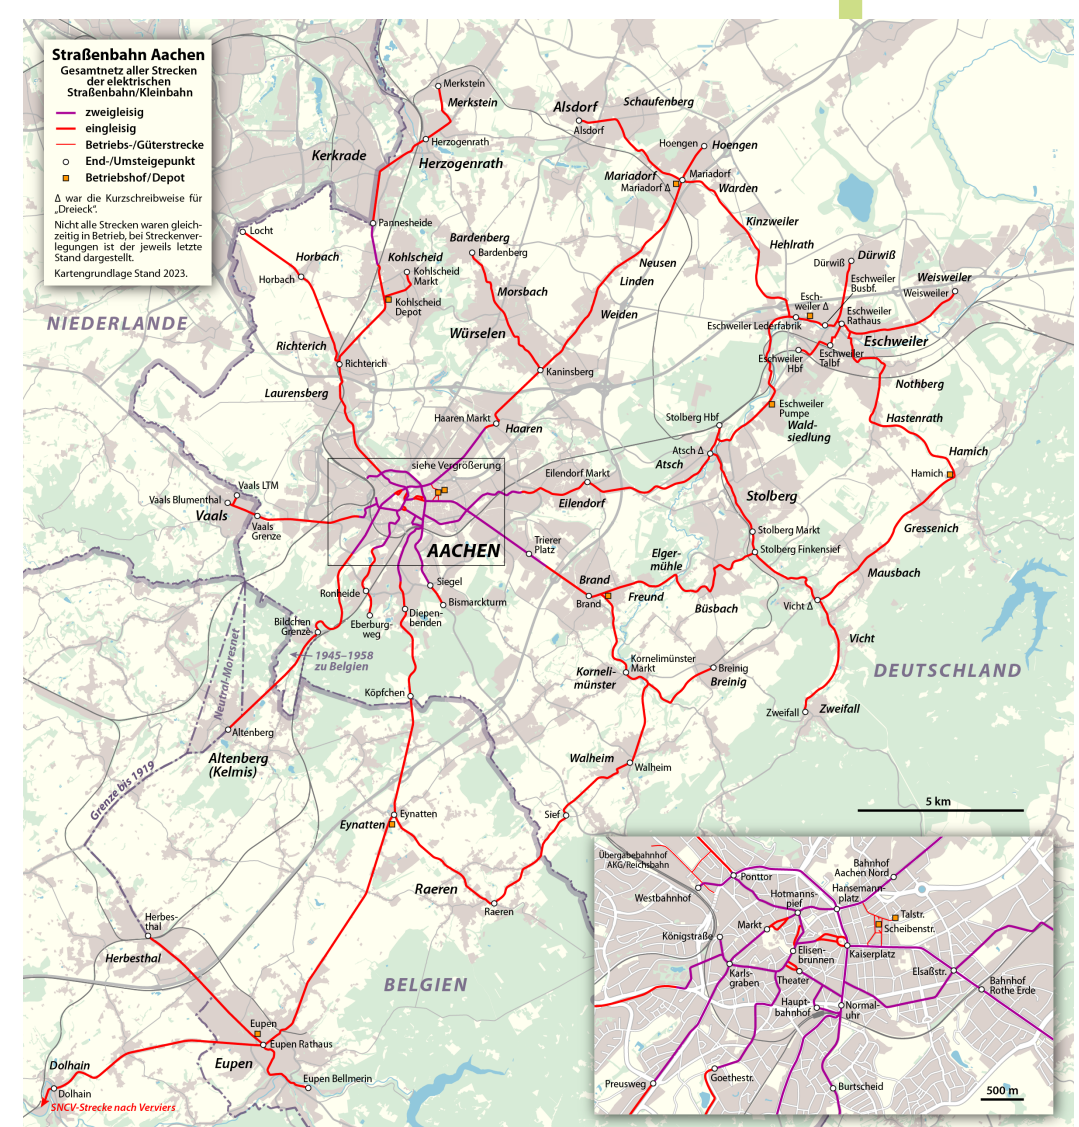 Straßenbahn Aachen
Gesamtnetz aller Strecken
der elektrischen
Straßenbahn/Kleinbahn
zweigleisig
eingleisig
Betriebs-/Güterstrecke
End-/Umsteigepunkt
Betriebshof/Depot
Δ war die Kurzschreibweise für
„Dreieck“.
Nicht alle Strecken waren gleich-
zeitig in Betrieb, bei Streckenver-
legungen ist der jeweils letzte
Stand dargestellt.
Kartengrundlage Stand 2023.
Merkstein
Merkstein
Herzogenrath
Herzogenrath
Kerkrade
Alsdorf
Alsdorf
Schaufenberg
Hoengen
Hoengen
Mariadorf
Mariadorf
Mariadorf Δ
Warden
Kinzweiler
Hehlrath
Pannesheide
Locht
Horbach
Horbach
Kohlscheid
Kohlscheid
Markt
Kohlscheid
Depot
Bardenberg
Bardenberg
Morsbach
Neusen
Linden
Weiden
Würselen
Kaninsberg
Dürwiß
Dürwiß
Eschweiler
Busbf.
Weisweiler
Weisweiler
Esch-
weiler Δ
Eschweiler
Rathaus
Eschweiler Lederfabrik
Eschweiler
Eschweiler
Hbf
Eschweiler
Talbf
Nothberg
Hastenrath
Hamich
Hamich
Gressenich
Mausbach
Eschweiler
Pumpe
Wald-
siedlung
NIEDERLANDE
Richterich
Richterich
Laurensberg
Haaren Markt
Haaren
siehe Vergrößerung
Stolberg Hbf
Atsch Δ
Atsch
Eilendorf Markt
Eilendorf
Stolberg
Stolberg Markt
Stolberg Finkensief
Vaals LTM
Vaals Blumenthal
Vaals
Vaals
Grenze
AACHEN
Trierer
Platz
Elger-
mühle
Brand
Brand
Freund
Büsbach
Vicht Δ
Vicht
Zweifall
Zweifall
DEUTSCHLAND
Siegel
Bismarckturm
Ronheide
Eberburg-
weg
Diepen-
benden
Bildchen
Grenze
1945–1958
zu Belgien
Neutral-Moresnet
Köpfchen
Korneli-
münster
Kornelimünster
Markt
Breinig
Breinig
Altenberg
Altenberg
(Kelmis)
Grenze bis 1919
Walheim
Walheim
Sief
Eynatten
Eynatten
Raeren
Raeren
5 km
Herbes-
thal
Herbesthal
BELGIEN
Eupen
Eupen Rathaus
Eupen
Eupen Bellmerin
Dolhain
Dolhain
SNCV-Strecke nach Verviers
Übergabebahnhof
AKG/Reichsbahn
Westbahnhof
Ponttor
Bahnhof
Aachen Nord
Hansemann-
platz
Hotmanns-
pief
Markt
Talstr.
Scheibenstr.
Königstraße
Elisen-
brunnen
Kaiserplatz
Karls-
graben
Theater
Elsaßstr.
Bahnhof
Rothe Erde
Haupt-
bahnhof
Normal-
uhr
Preusweg
Goethestr.
Burtscheid
500 m